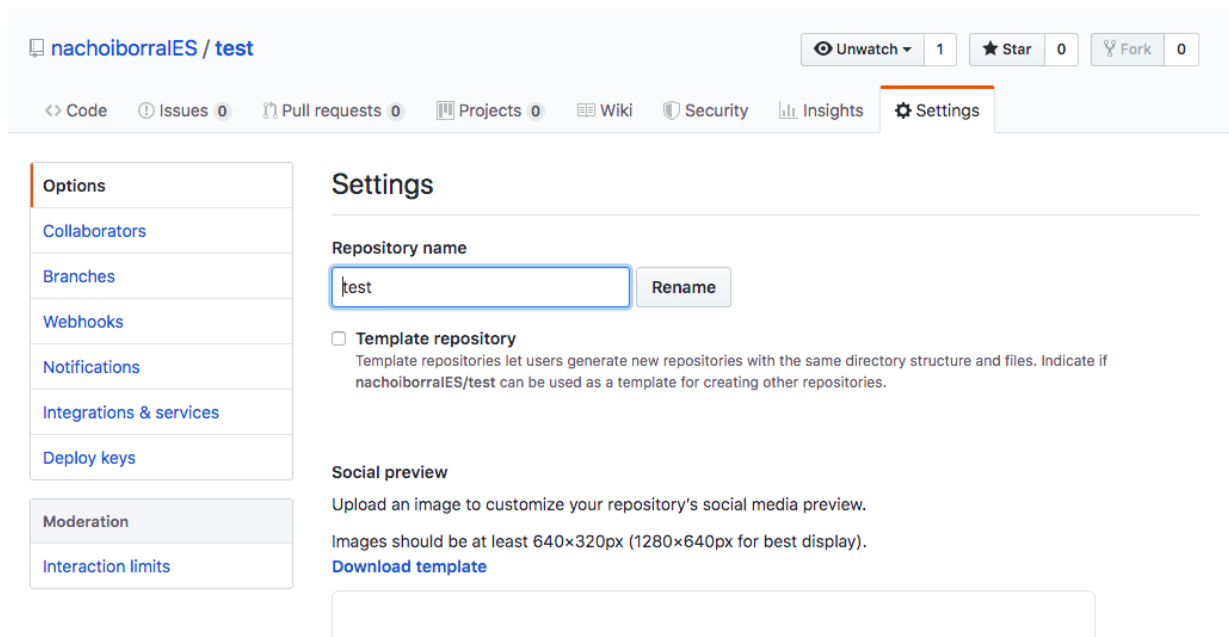 nachoiborraIES / test
Unwatch 1 Star 0 Fork 0
Code Issues 0 Pull requests 0 Projects 0 Wiki Security Insights Settings
Options
Collaborators
Branches
Webhooks
Notifications
Integrations & services
Deploy keys
Moderation
Interaction limits
Settings
Repository name
test Rename
Template repository
Template repositories let users generate new repositories with the same directory structure and files. Indicate if
nachoiborraIES/test can be used as a template for creating other repositories.
Social preview
Upload an image to customize your repository's social media preview.
Images should be at least 640×320px (1280×640px for best display).
Download template